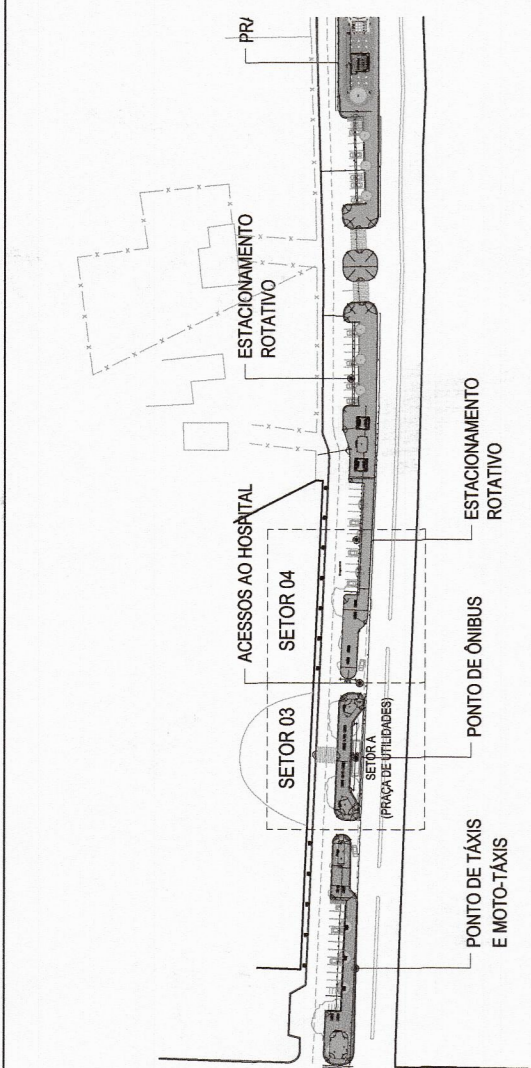 PRA
ESTACIONAMENTO
ROTATIVO
ACESSOS AO HOSPITAL
SETOR 04
SETOR 03
SETOR A
(PRAÇA DE UTILIDADES)
ESTACIONAMENTO
ROTATIVO
PONTO DE ÔNIBUS
PONTO DE TÁXIS
E MOTO-TÁXIS